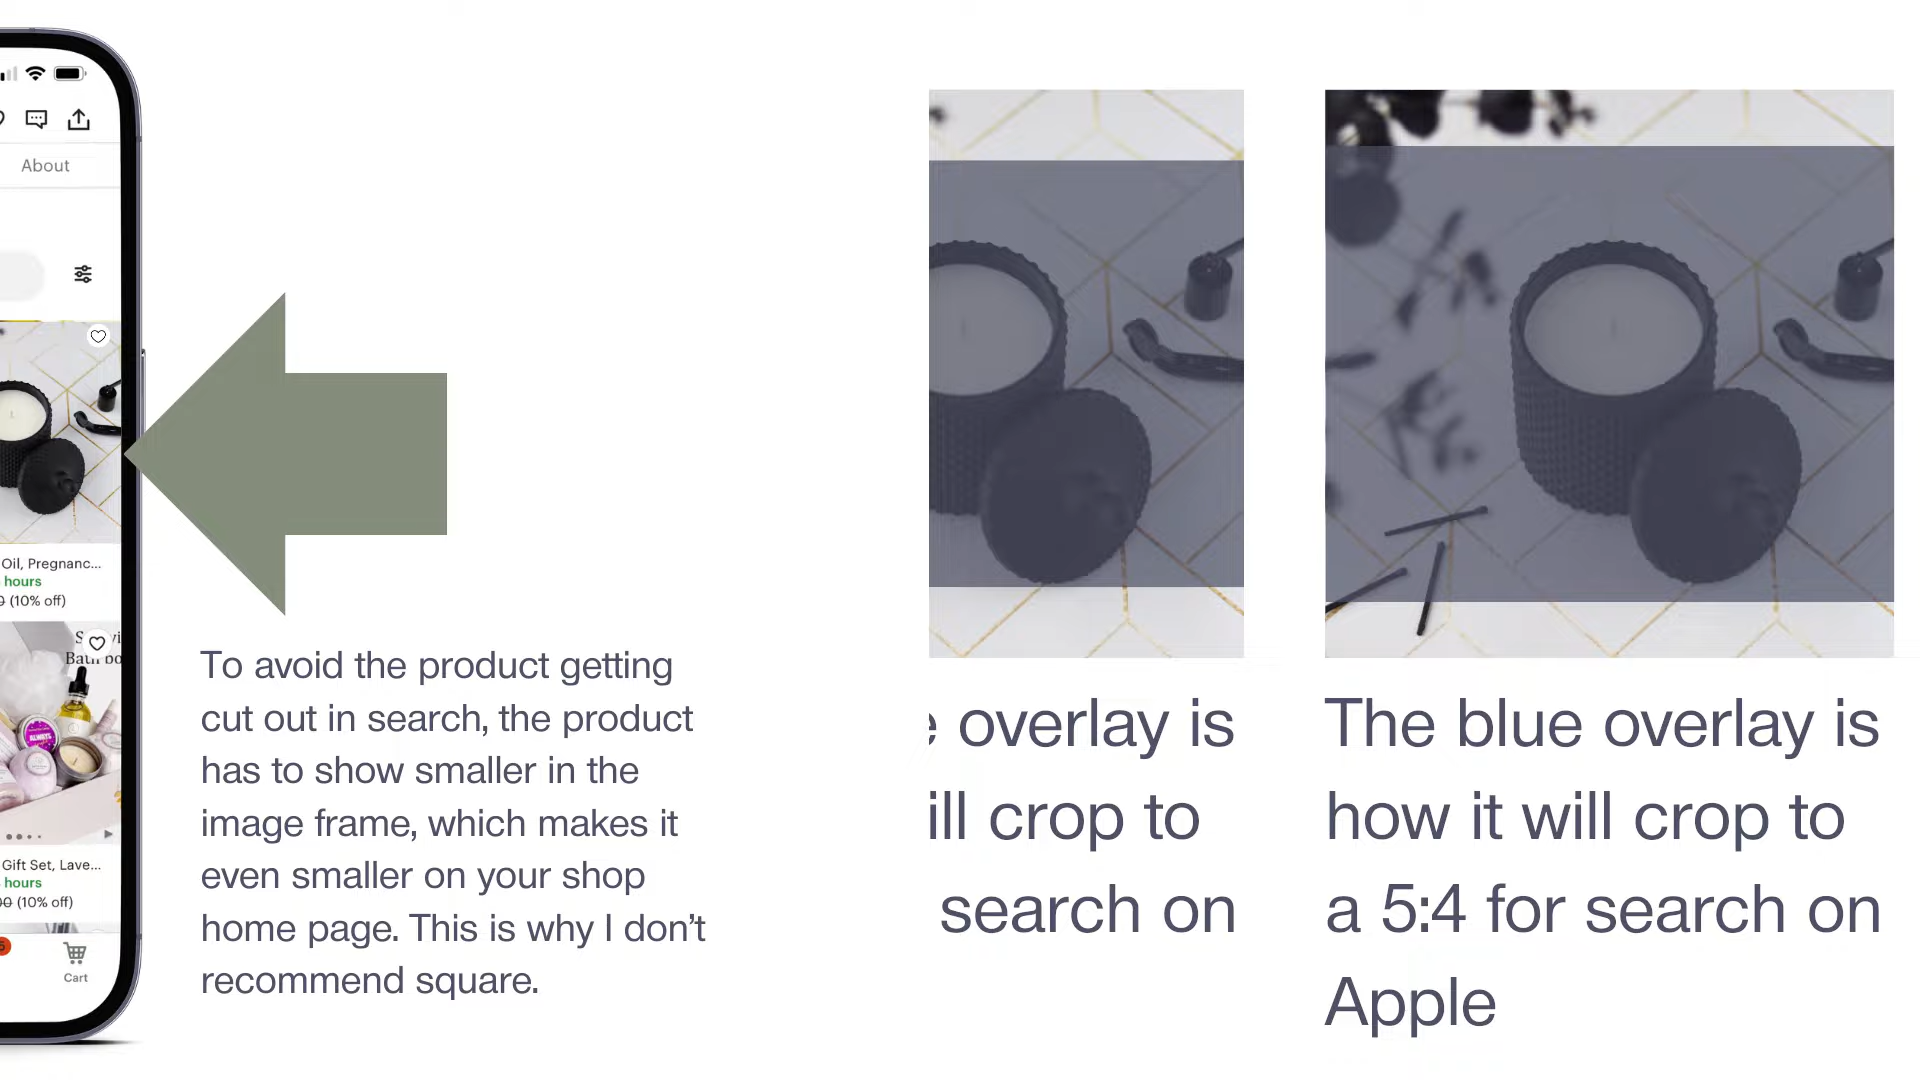 About
Oil, Pregnanc...
hours
(10% off)
Gift Set, Lave...
hours
(10% off)
Cart
To avoid the product getting
cut out in search, the product
has to show smaller in the
image frame, which makes it
even smaller on your shop
home page. This is why I don’t
recommend square.
overlay is
ill crop to
search on
The blue overlay is
how it will crop to
a 5:4 for search on
Apple